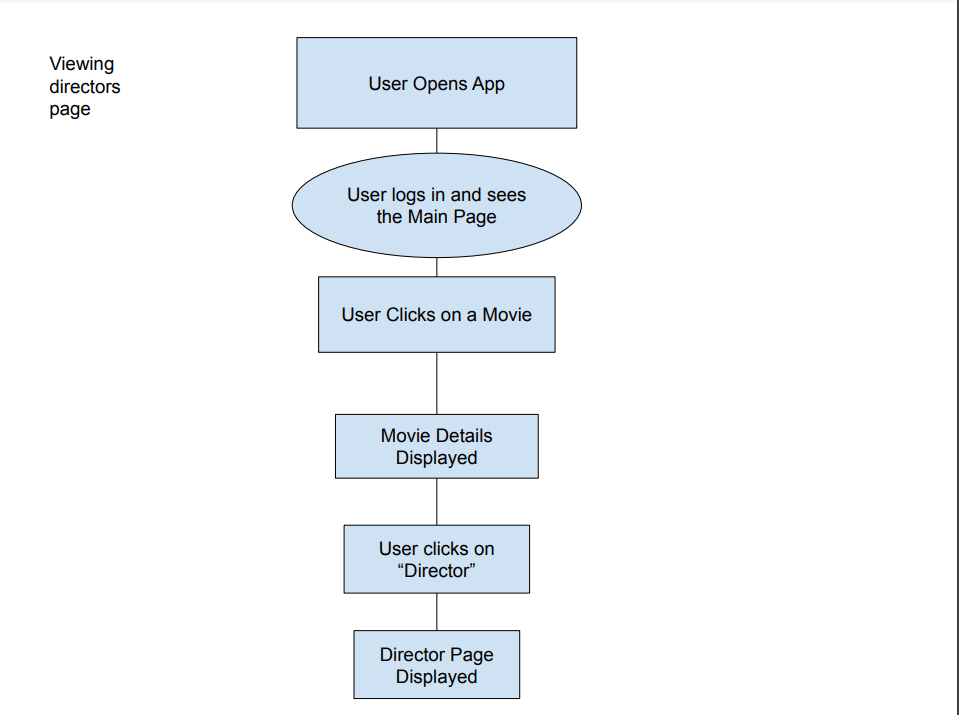 Viewing
directors
page
User Opens App
User logs in and sees
the Main Page
User Clicks on a Movie
Movie Details
Displayed
User clicks on
“Director”
Director Page
Displayed